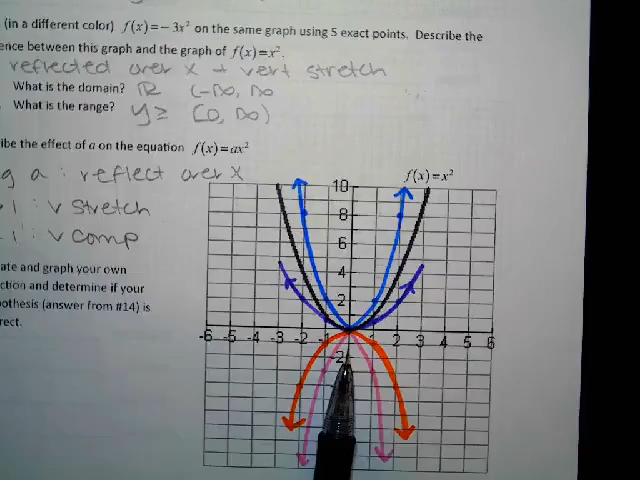 (in a different color) f(x)=-3x² on the same graph using 5 exact points. Describe the
ence between this graph and the graph of f(x)=x².
reflected over x + vert stretch
What is the domain? ℝ (-∞, ∞
What is the range? y≥ [0, ∞)
ibe the effect of a on the equation f(x)=ax²
g a : reflect over x
1 : v stretch
1 : v comp
ate and graph your own
ction and determine if your
pothesis (answer from #14) is
rect.
f(x)=x²
10
8
6
4
2
-6 -5 -4 -3 -2 -1 1 2 3 4 5 6
-2